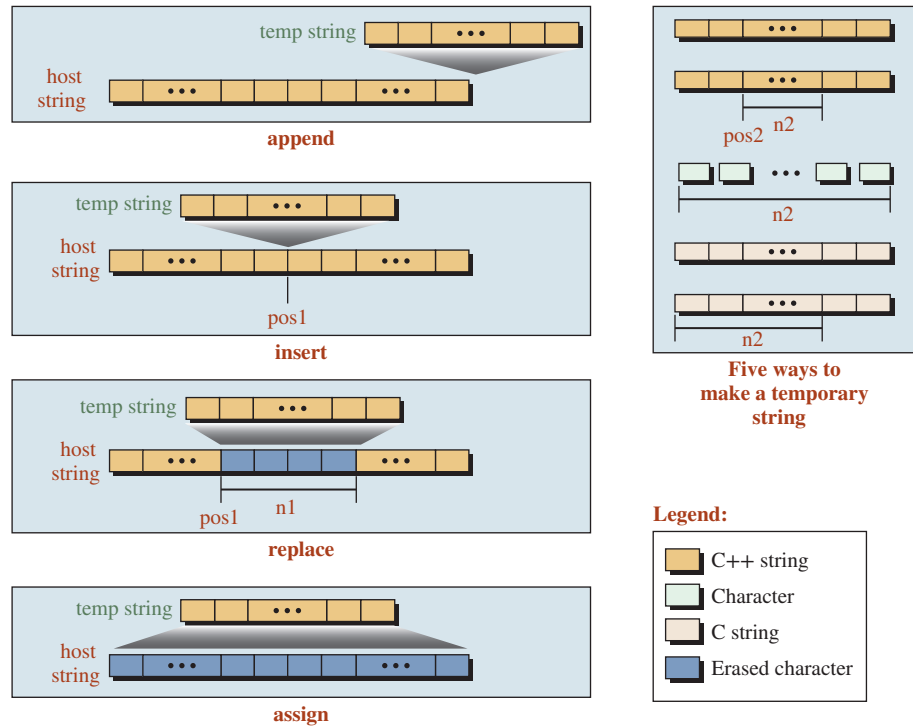 temp string
host
string
append
temp string
host
string
pos1
insert
temp string
host
string
pos1
n1
replace
temp string
host
string
assign
n2
pos2
n2
n2
Five ways to
make a temporary
string
Legend:
C++ string
Character
C string
Erased character